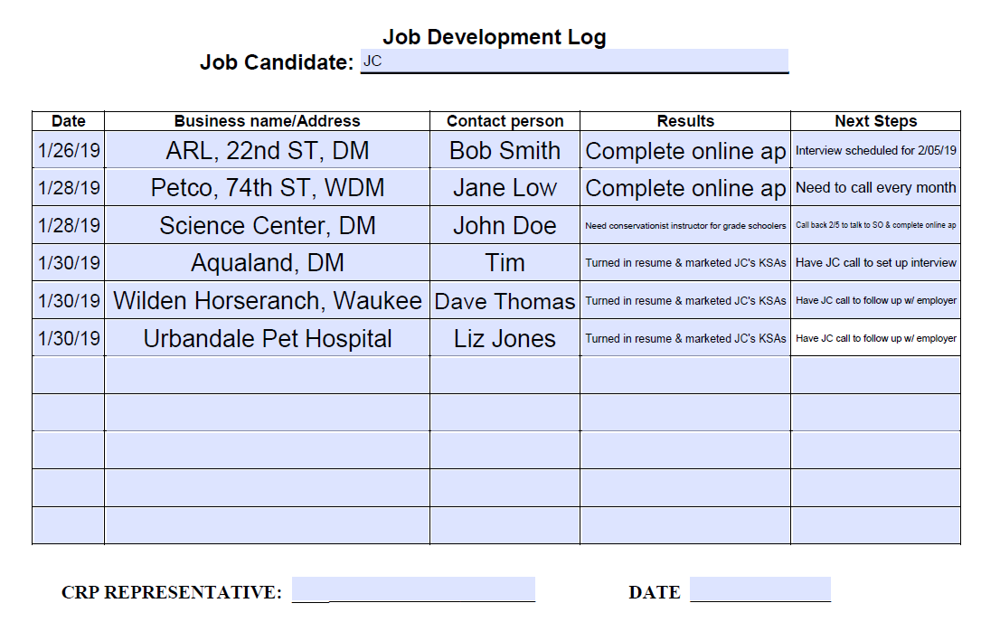 Job Development Log
Job Candidate: JC
Date Business name/Address Contact person Results Next Steps
1/26/19 ARL, 22nd ST, DM Bob Smith Complete online ap Interview scheduled for 2/05/19
1/28/19 Petco, 74th ST, WDM Jane Low Complete online ap Need to call every month
1/28/19 Science Center, DM John Doe Need conservationist instructor for grade schoolers Call back 2/5 to talk to SO & complete online ap
1/30/19 Aqualand, DM Tim Turned in resume & marketed JC's KSAs Have JC call to set up interview
1/30/19 Wilden Horseranch, Waukee Dave Thomas Turned in resume & marketed JC's KSAs Have JC call to follow up w/ employer
1/30/19 Urbandale Pet Hospital Liz Jones Turned in resume & marketed JC's KSAs Have JC call to follow up w/ employer
CRP REPRESENTATIVE: DATE